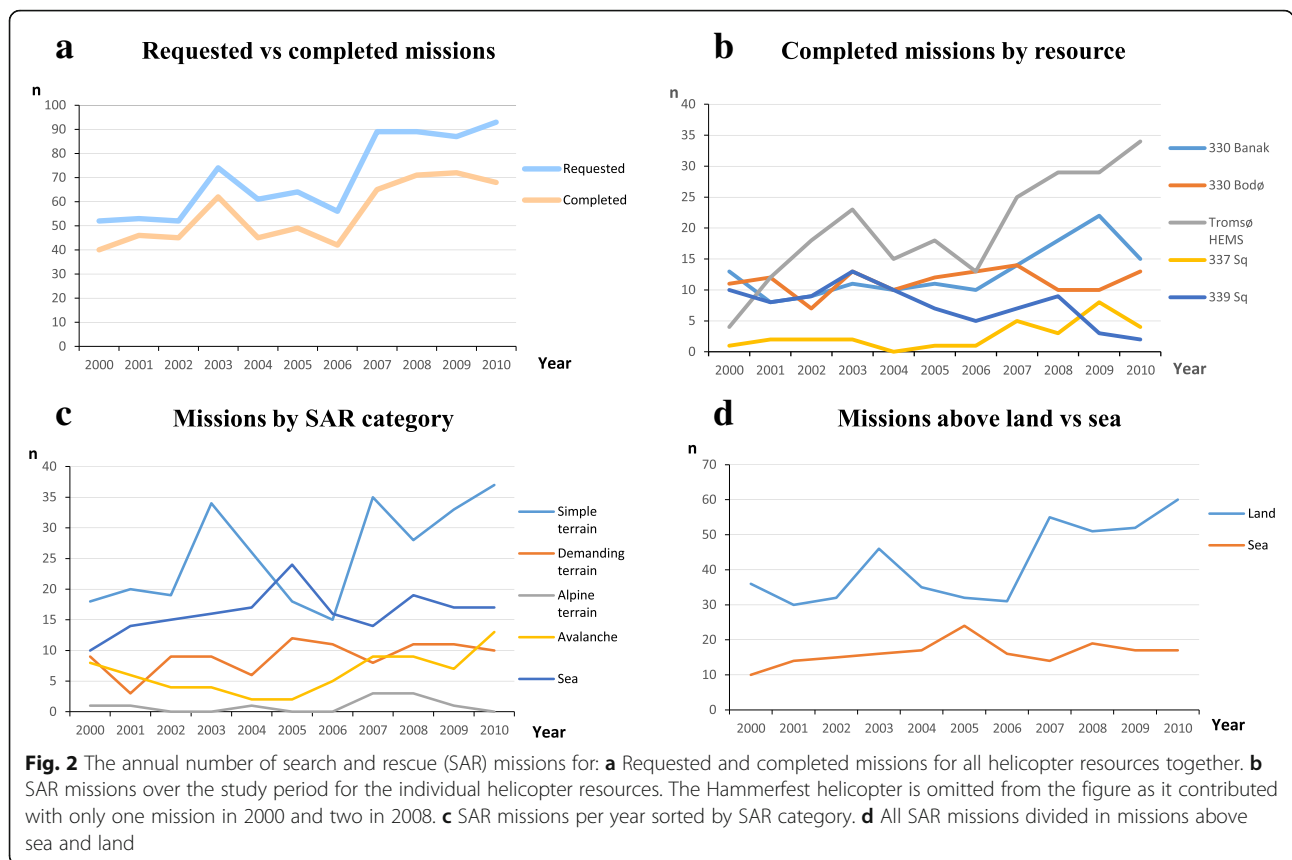 a Requested vs completed missions
n
100
90
80
70
60
50
40
30
20
10
0
2000 2001 2002 2003 2004 2005 2006 2007 2008 2009 2010
Year
Requested
Completed
b Completed missions by resource
n
40
35
30
25
20
15
10
5
0
2000 2001 2002 2003 2004 2005 2006 2007 2008 2009 2010
Year
330 Banak
330 Bodø
Tromsø
HEMS
337 Sq
339 Sq
c Missions by SAR category
n
40
35
30
25
20
15
10
5
0
2000 2001 2002 2003 2004 2005 2006 2007 2008 2009 2010
Year
Simple
terrain
Demanding
terrain
Alpine
terrain
Avalanche
Sea
d Missions above land vs sea
n
70
60
50
40
30
20
10
0
2000 2001 2002 2003 2004 2005 2006 2007 2008 2009 2010
Year
Land
Sea
Fig. 2 The annual number of search and rescue (SAR) missions for: a Requested and completed missions for all helicopter resources together. b
SAR missions over the study period for the individual helicopter resources. The Hammerfest helicopter is omitted from the figure as it contributed
with only one mission in 2000 and two in 2008. c SAR missions per year sorted by SAR category. d All SAR missions divided in missions above
sea and land